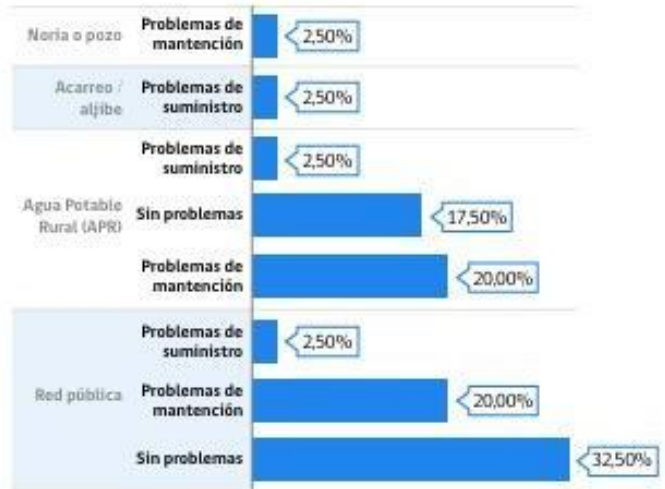 Noria o pozo
Problemas de
mantención
2,50%
Acarreo /
aljibe
Problemas de
suministro
2,50%
Agua Potable
Rural (APR)
Problemas de
suministro
2,50%
Sin problemas
17,50%
Problemas de
mantención
20,00%
Red pública
Problemas de
suministro
2,50%
Problemas de
mantención
20,00%
Sin problemas
32,50%